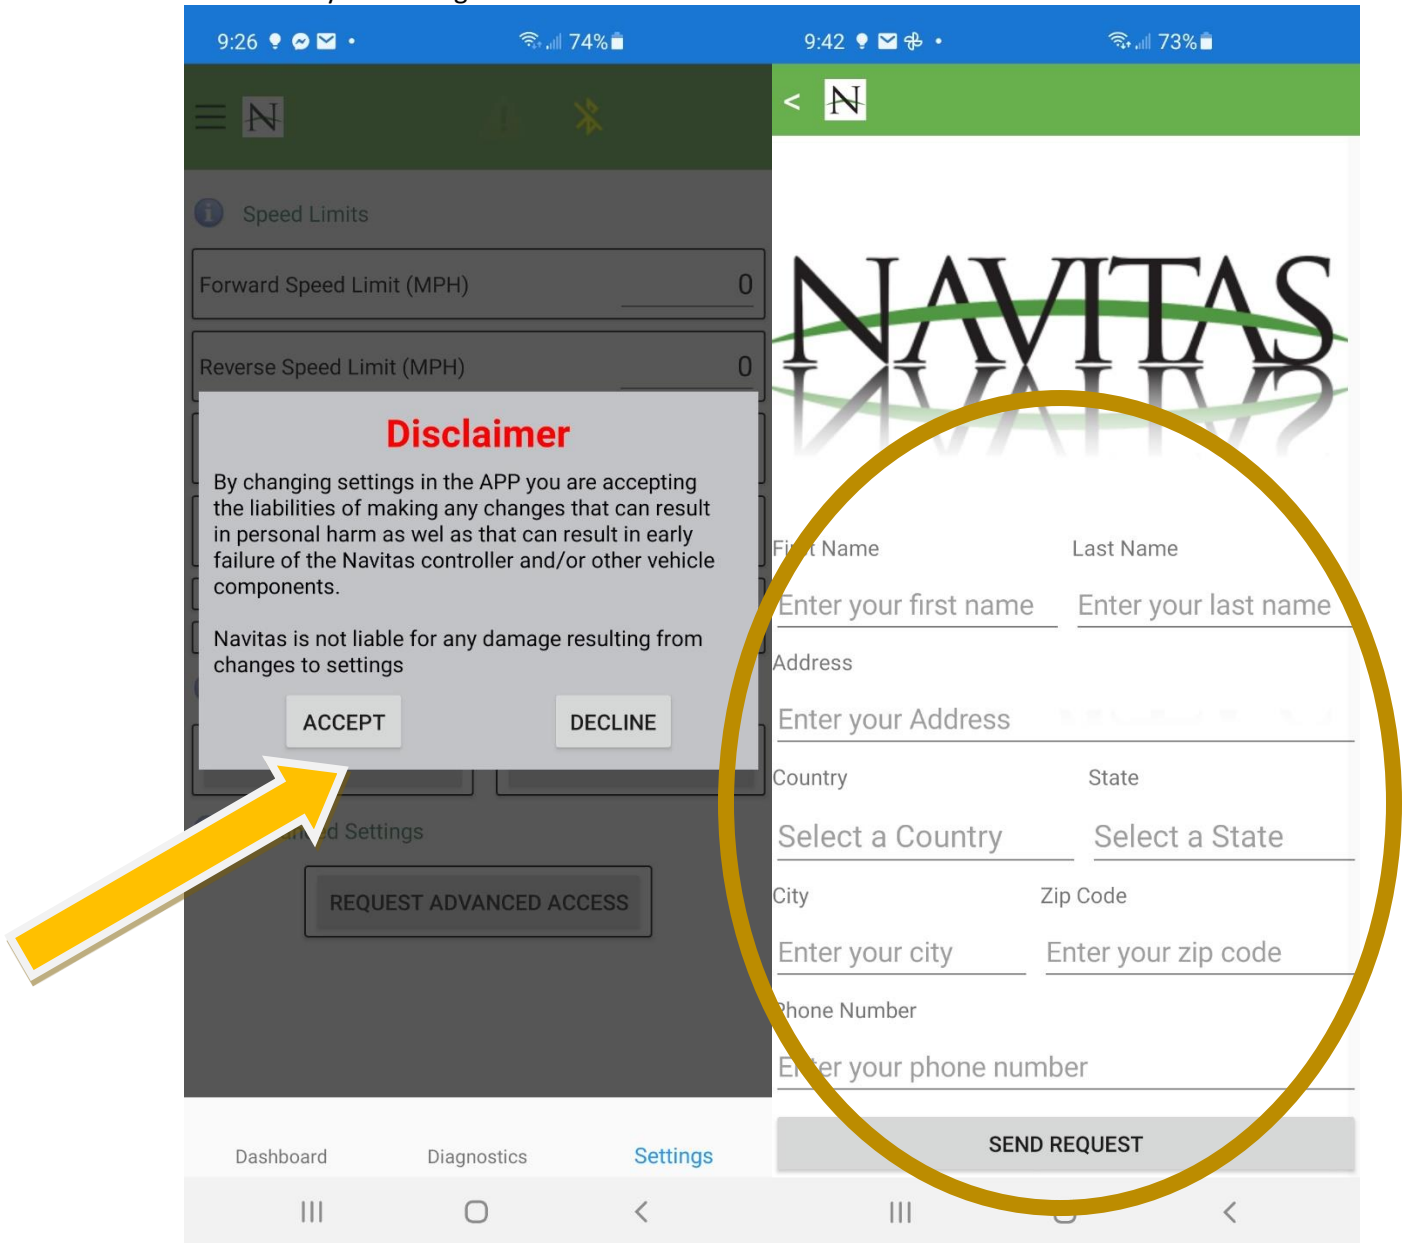 9:26
74%
N
Speed Limits
Forward Speed Limit (MPH) 0
Reverse Speed Limit (MPH) 0
Disclaimer
By changing settings in the APP you are accepting
the liabilities of making any changes that can result
in personal harm as wel as that can result in early
failure of the Navitas controller and/or other vehicle
components.
Navitas is not liable for any damage resulting from
changes to settings
ACCEPT DECLINE
Settings
REQUEST ADVANCED ACCESS
Dashboard Diagnostics Settings
9:42
73%
< N
NAVITAS
First Name Last Name
Enter your first name Enter your last name
Address
Enter your Address
Country State
Select a Country Select a State
City Zip Code
Enter your city Enter your zip code
Phone Number
Enter your phone number
SEND REQUEST